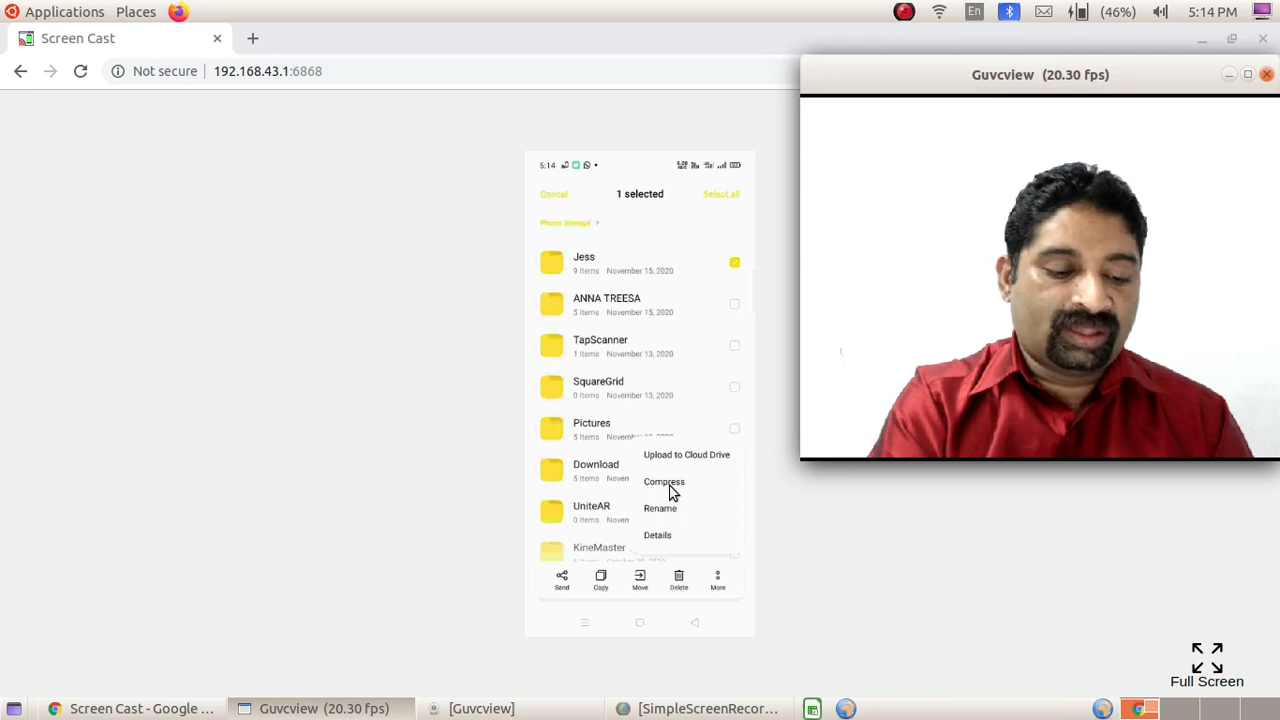 Applications Places En (46%) 5:14 PM
Screen Cast
Not secure 192.168.43.1:6868
Guvcview (20.30 fps)
5:14
Cancel 1 selected Select all
Phone Storage
Jess
9 Items November 15, 2020
ANNA TREESA
5 Items November 15, 2020
TapScanner
1 Items November 13, 2020
SquareGrid
0 Items November 13, 2020
Pictures
5 Items
Upload to Cloud Drive
Download
5 Items Novem
Compress
UniteAR
0 Items Novem
Rename
Details
KineMaster
Send Copy Move Delete More
Full Screen
Screen Cast - Google ... Guvcview (20.30 fps) [Guvcview] [SimpleScreenRecor...